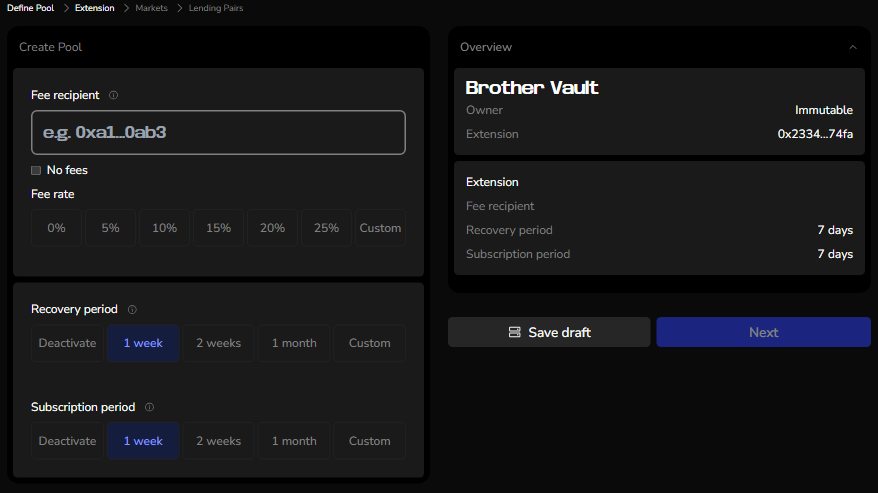 Define Pool > Extension > Markets > Lending Pairs
Create Pool
Fee recipient
e.g. 0xa1...0ab3
No fees
Fee rate
0% 5% 10% 15% 20% 25% Custom
Recovery period
Deactivate 1 week 2 weeks 1 month Custom
Subscription period
Deactivate 1 week 2 weeks 1 month Custom
Overview
Brother Vault
Owner Immutable
Extension 0x2334...74fa
Extension
Fee recipient
Recovery period 7 days
Subscription period 7 days
Save draft
Next